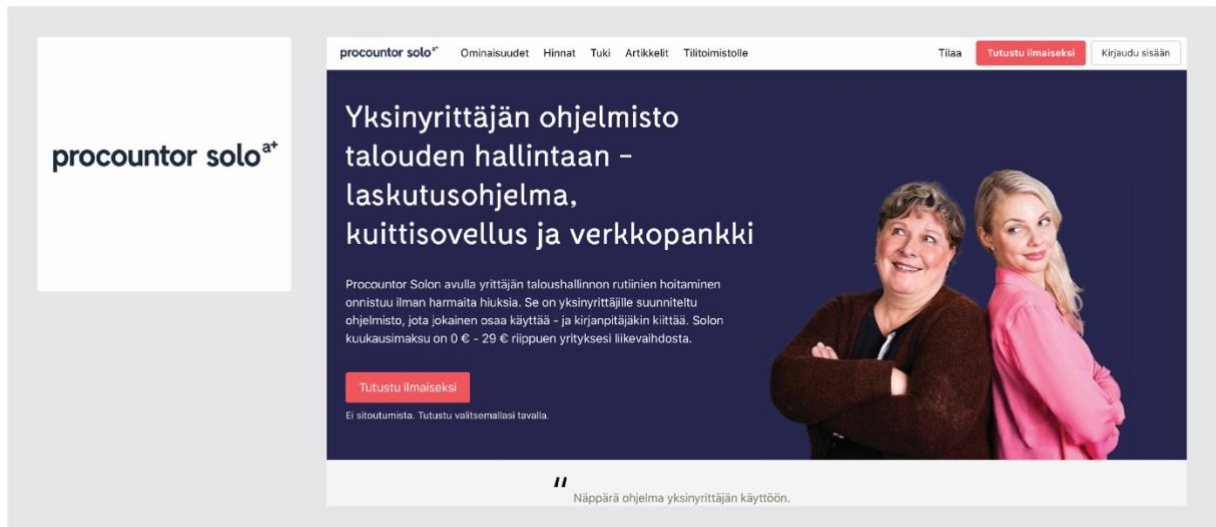 procountor solo a+
procountor solo a+ Ominaisuudet Hinnat Tuki Artikkelit Tilitoimistolle Tilaa Tutustu ilmaiseksi Kirjaudu sisään
Yksinyrittäjän ohjelmisto
talouden hallintaan –
laskutusohjelma,
kuittisovellus ja verkkopankki
Procountor Solon avulla yrittäjän taloushallinnon rutiinien hoitaminen
onnistuu ilman harmaita hiuksia. Se on yksinyrittäjille suunniteltu
ohjelmisto, jota jokainen osaa käyttää - ja kirjanpitäjäkin kiittää. Solon
kuukausimaksu on 0 € - 29 € riippuen yrityksesi liikevaihdosta.
Tutustu ilmaiseksi
Ei sitoutumista. Tutustu valitsemallasi tavalla.
" Näppärä ohjelma yksinyrittäjän käyttöön.